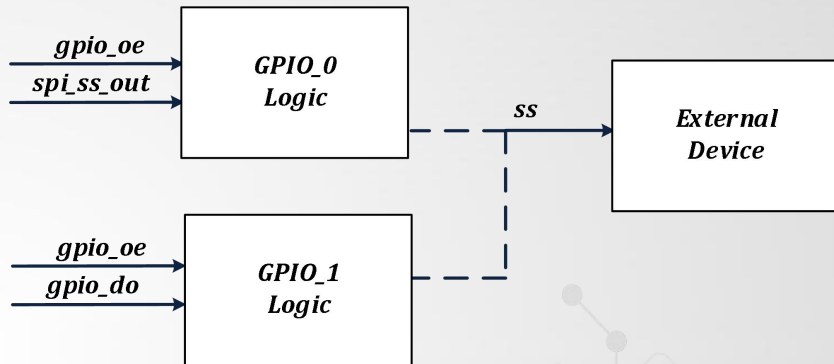 gpio_oe
spi_ss_out
GPIO_0
Logic
ss
External
Device
gpio_oe
gpio_do
GPIO_1
Logic